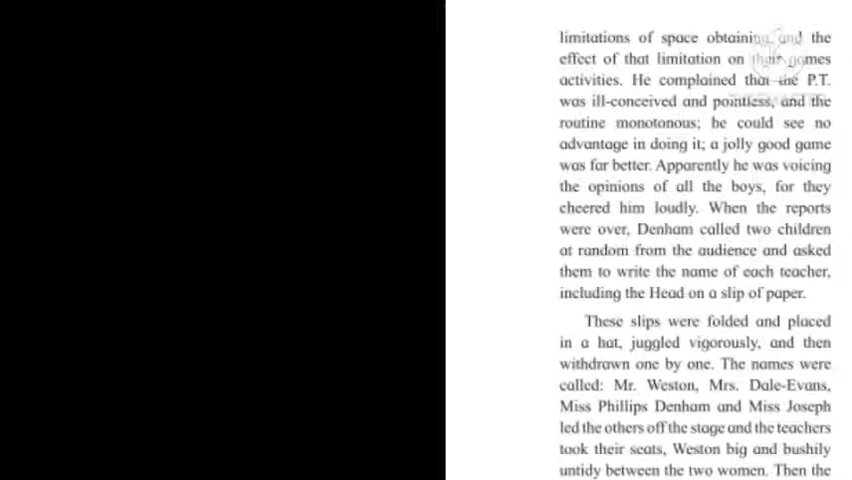 limitations of space obtaining and the
effect of that limitation on their games
activities. He complained that the P.T.
was ill-conceived and pointless, and the
routine monotonous; he could see no
advantage in doing it; a jolly good game
was far better. Apparently he was voicing
the opinions of all the boys, for they
cheered him loudly. When the reports
were over, Denham called two children
at random from the audience and asked
them to write the name of each teacher,
including the Head on a slip of paper.
These slips were folded and placed
in a hat, juggled vigorously, and then
withdrawn one by one. The names were
called: Mr. Weston, Mrs. Dale-Evans,
Miss Phillips Denham and Miss Joseph
led the others off the stage and the teachers
took their seats, Weston big and bushily
untidy between the two women. Then the